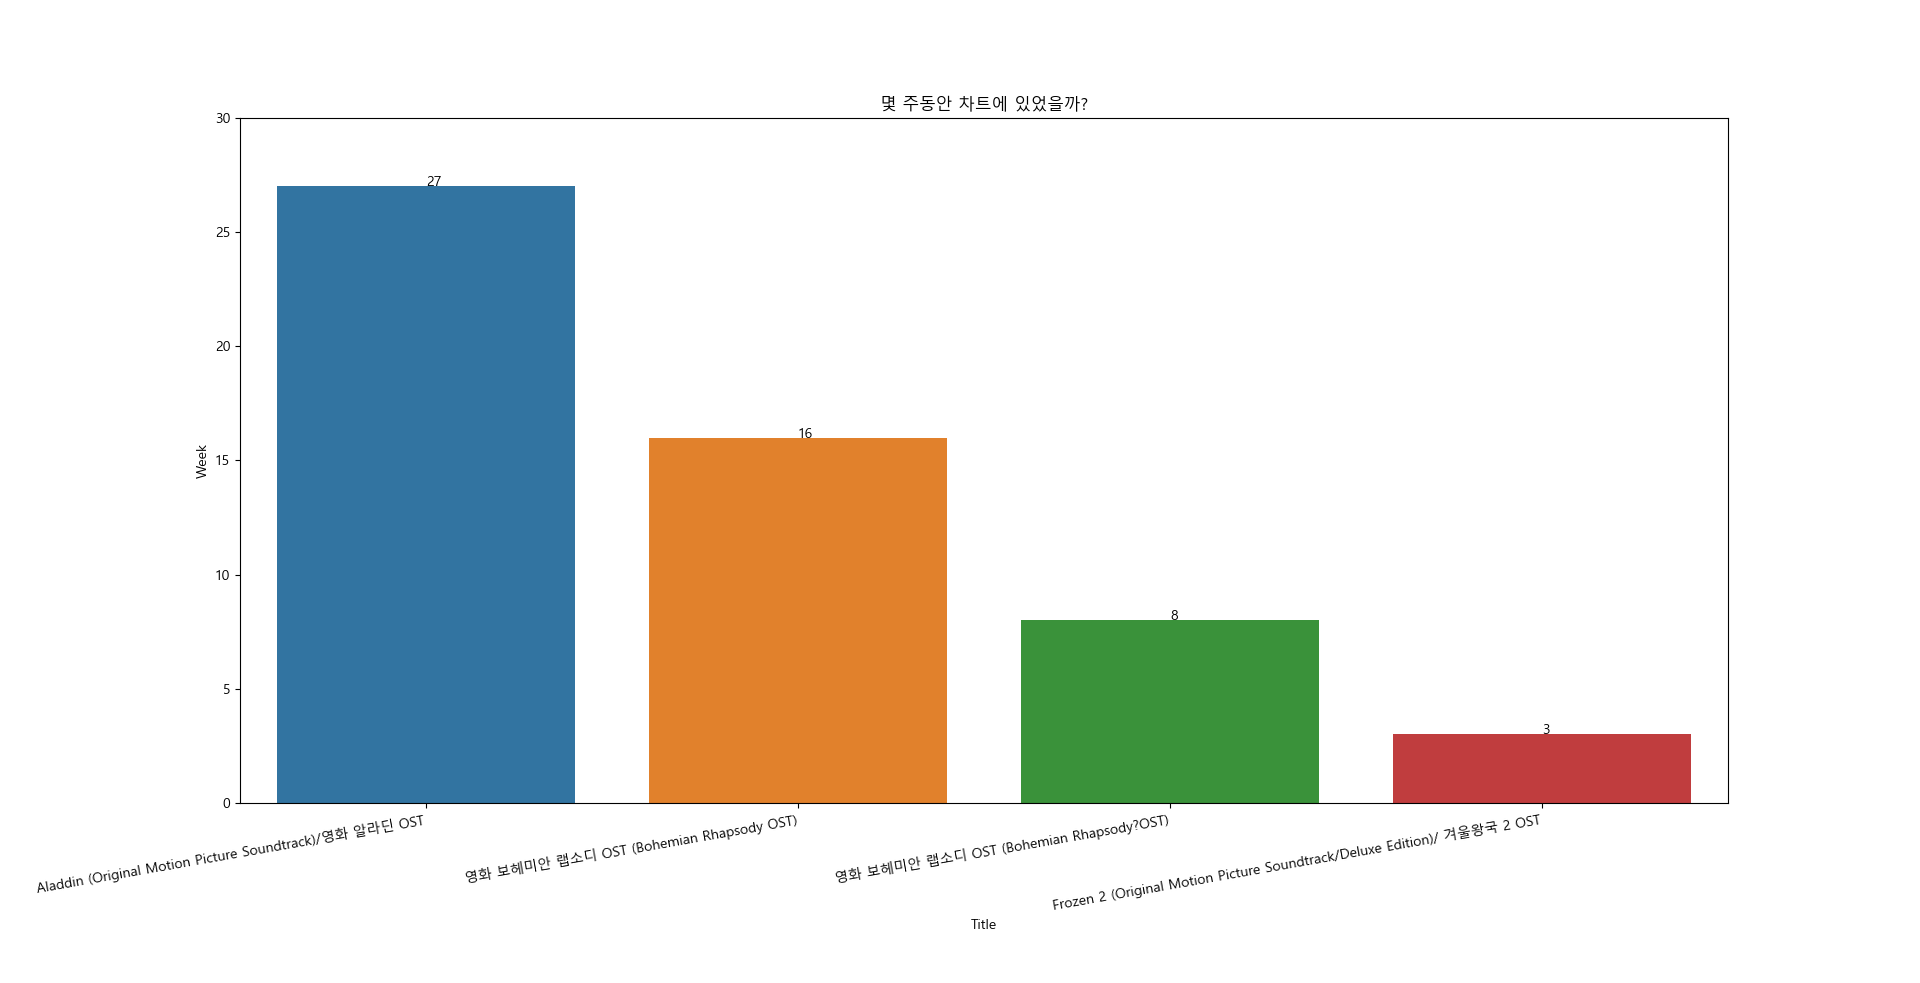 몇 주동안 차트에 있었을까?
30
25
20
15
10
5
0
Week
27
16
8
3
Aladdin (Original Motion Picture Soundtrack)/영화 알라딘 OST
영화 보헤미안 랩소디 OST (Bohemian Rhapsody OST)
영화 보헤미안 랩소디 OST (Bohemian Rhapsody?OST)
Frozen 2 (Original Motion Picture Soundtrack/Deluxe Edition)/ 겨울왕국 2 OST
Title